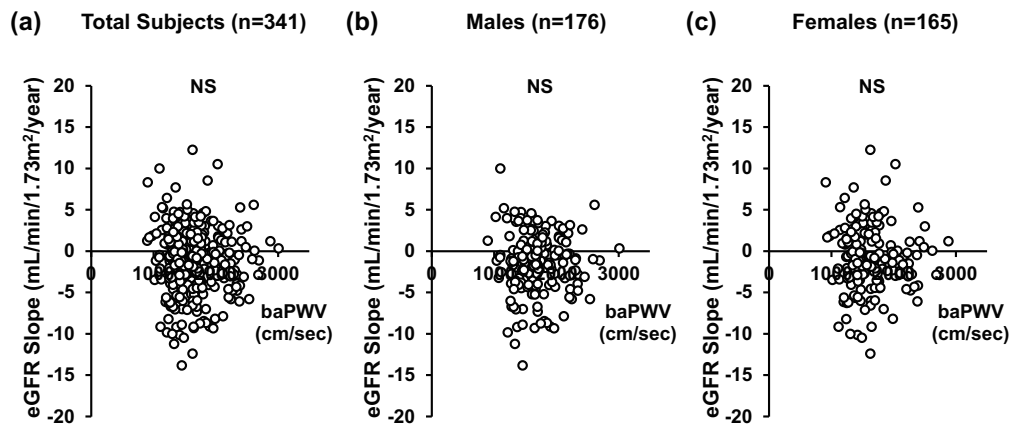 (a) Total Subjects (n=341)
(b) Males (n=176)
(c) Females (n=165)
eGFR Slope (mL/min/1.73m²/year)
NS
20
15
10
5
0
-5
-10
-15
-20
0 1000 2000 3000
baPWV
(cm/sec)
eGFR Slope (mL/min/1.73m²/year)
NS
20
15
10
5
0
-5
-10
-15
-20
0 1000 2000 3000
baPWV
(cm/sec)
eGFR Slope (mL/min/1.73m²/year)
NS
20
15
10
5
0
-5
-10
-15
-20
0 1000 2000 3000
baPWV
(cm/sec)